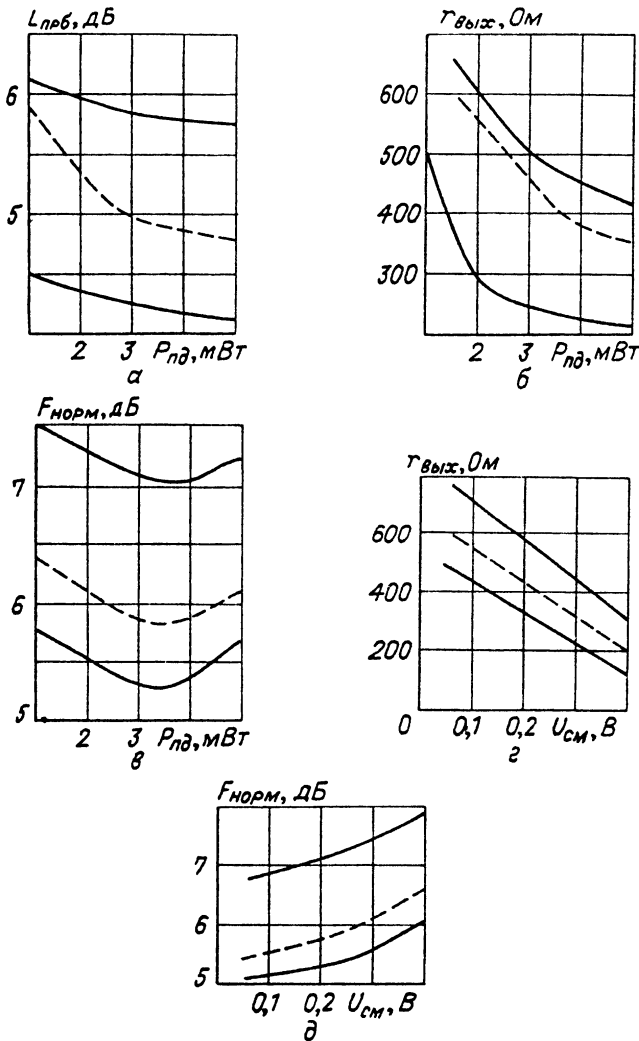 Lпрб, дБ
6
5
2 3 Pпд, мВт
а
rвых, Ом
600
500
400
300
2 3 Pпд, мВт
б
Fнорм, дБ
7
6
5
2 3 Pпд, мВт
в
rвых, Ом
600
400
200
0 0,1 0,2 Uсм, В
г
Fнорм, дБ
7
6
5
0,1 0,2 Uсм, В
д